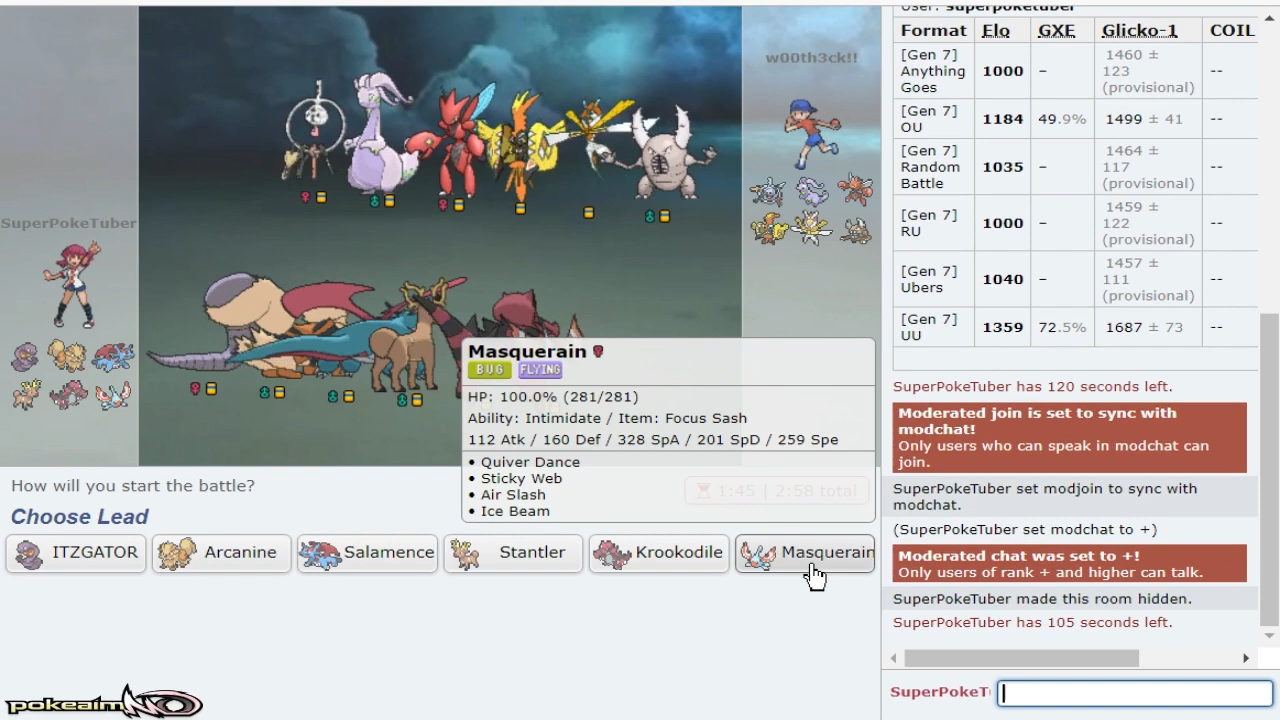 User: superpoketuber
Format Elo GXE Glicko-1 COIL
[Gen 7] Anything Goes 1000 – 1460 ± 123 (provisional) --
[Gen 7] OU 1184 49.9% 1499 ± 41 --
[Gen 7] Random Battle 1035 – 1464 ± 117 (provisional) --
[Gen 7] RU 1000 – 1459 ± 122 (provisional) --
[Gen 7] Ubers 1040 – 1457 ± 111 (provisional) --
[Gen 7] UU 1359 72.5% 1687 ± 73 --
SuperPokeTuber has 120 seconds left.
Moderated join is set to sync with
modchat!
Only users who can speak in modchat can
join.
SuperPokeTuber set modjoin to sync with
modchat.
(SuperPokeTuber set modchat to +)
Moderated chat was set to +!
Only users of rank + and higher can talk.
SuperPokeTuber made this room hidden.
SuperPokeTuber has 105 seconds left.
SuperPokeT
w00th3ck!!
SuperPokeTuber
Masquerain
BUG FLYING
HP: 100.0% (281/281)
Ability: Intimidate / Item: Focus Sash
112 Atk / 160 Def / 328 SpA / 201 SpD / 259 Spe
• Quiver Dance
• Sticky Web
• Air Slash
• Ice Beam
1:45 | 2:58 total
How will you start the battle?
Choose Lead
ITZGATOR Arcanine Salamence Stantler Krookodile Masquerain
pokeaimMD